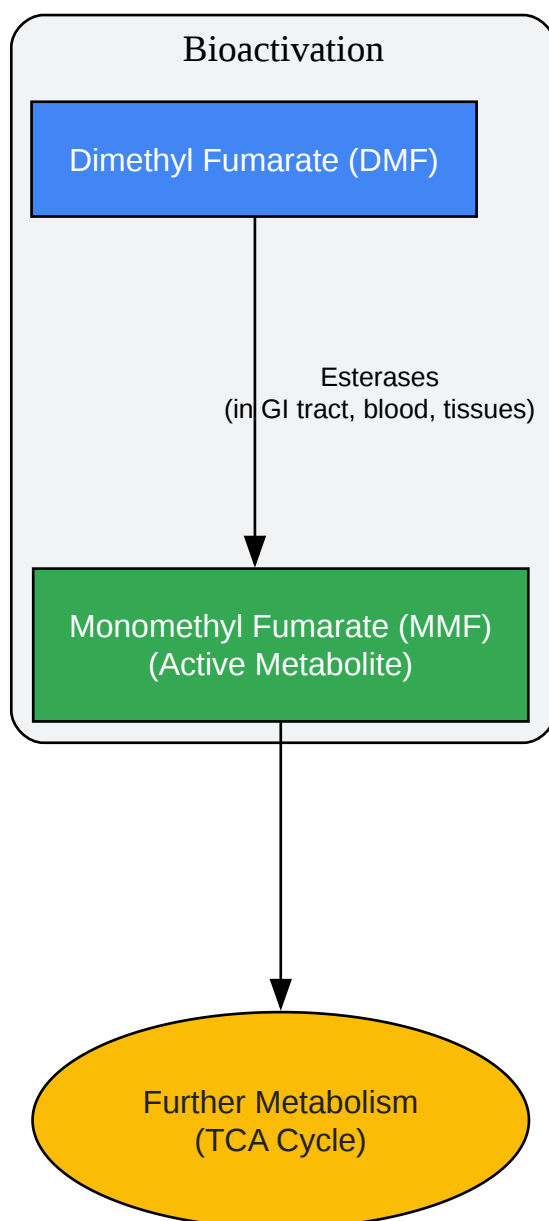 Bioactivation
Dimethyl Fumarate (DMF)
Esterases
(in GI tract, blood, tissues)
Monomethyl Fumarate (MMF)
(Active Metabolite)
Further Metabolism
(TCA Cycle)